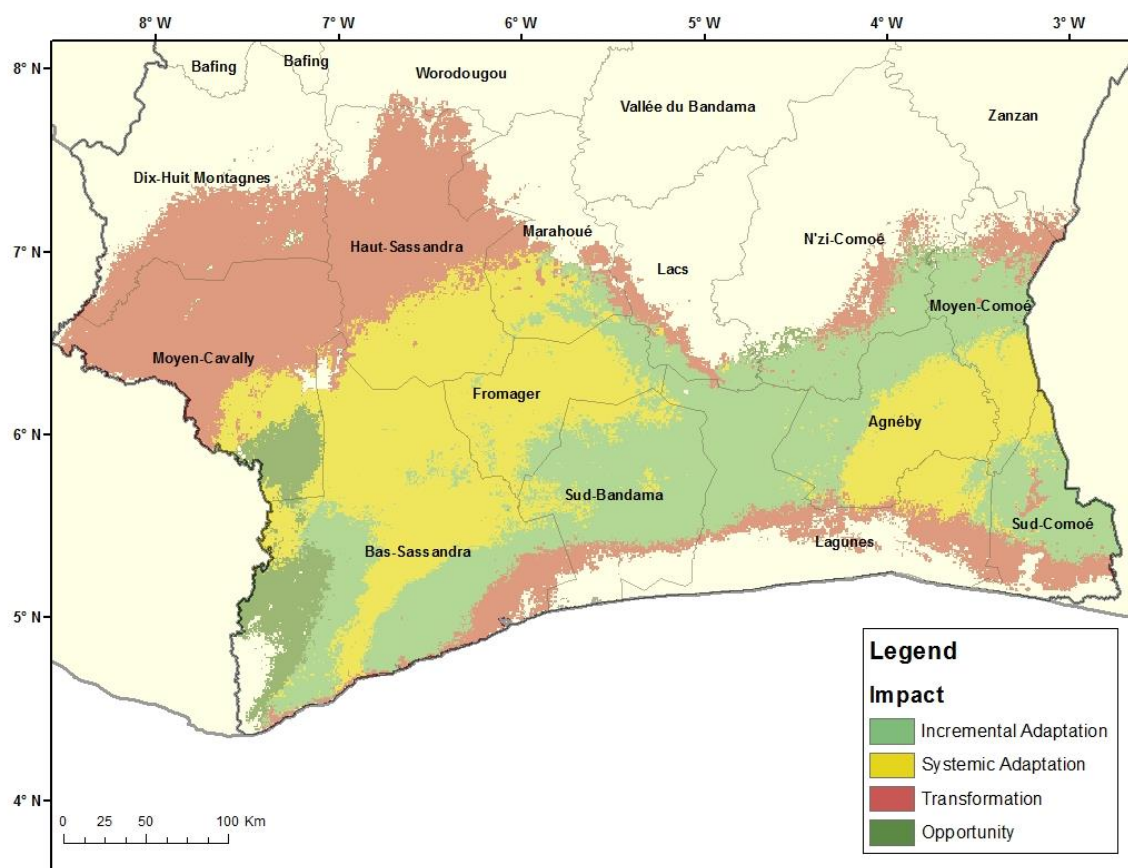 8° W 7° W 6° W 5° W 4° W 3° W
8° N
7° N
6° N
5° N
4° N
Bafing
Bafing
Worodougou
Vallée du Bandama
Zanzan
Dix-Huit Montagnes
Haut-Sassandra
Marahoué
N'zi-Comoê
Lacs
Moyen-Comoé
Moyen-Cavally
Fromager
Agnéby
Sud-Bandama
Sud-Comoé
Bas-Sassandra
Lagunes
Legend
Impact
Incremental Adaptation
Systemic Adaptation
Transformation
Opportunity
0 25 50 100 Km